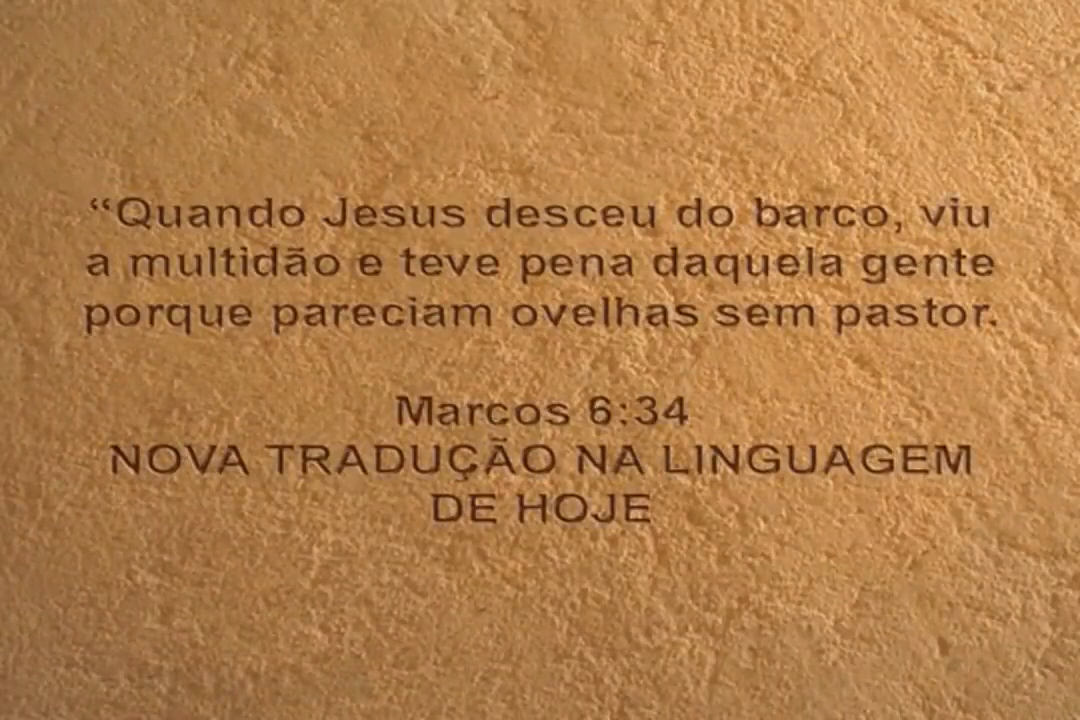 “Quando Jesus desceu do barco, viu
a multidão e teve pena daquela gente
porque pareciam ovelhas sem pastor.
Marcos 6:34
NOVA TRADUÇÃO NA LINGUAGEM
DE HOJE